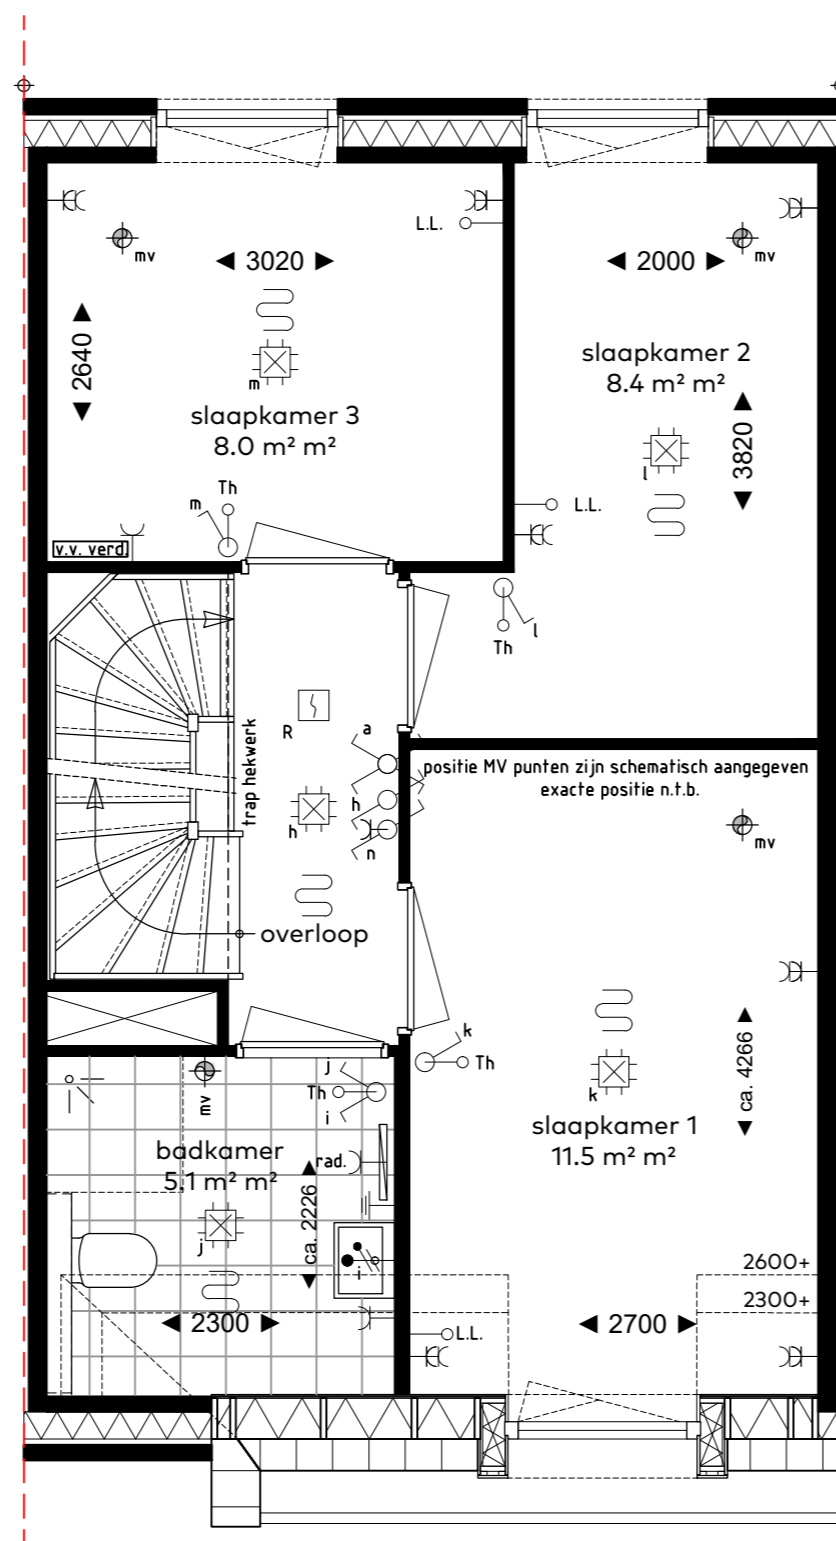 L.L.
mv
3020
2000
mv
2640
slaapkamer 2
8.4 m² m²
m
slaapkamer 3
8.0 m² m²
3820
l
Th
m
L.L.
v.v. verd.
l
Th
R
a
trap hekwerk
positie MV punten zijn schematisch aangegeven
exacte positie n.t.b.
h
h
mv
n
overloop
k
Th
j
Th
i
mv
ca. 4266
k
slaapkamer 1
11.5 m² m²
badkamer
5.1 m² m²
rad.
ca. 2226
j
i
2600+
2300+
2300
2700
L.L.